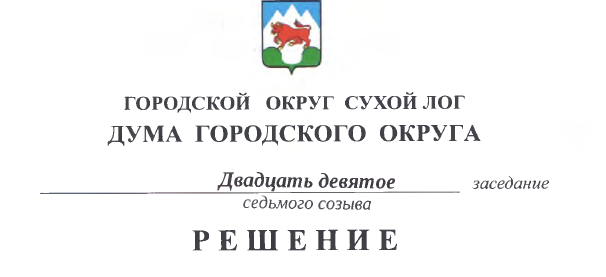 ГОРОДСКОЙ ОКРУГ СУХОЙ ЛОГ
ДУМА ГОРОДСКОГО ОКРУГА
Двадцать девятое заседание
седьмого созыва
РЕШЕНИЕ